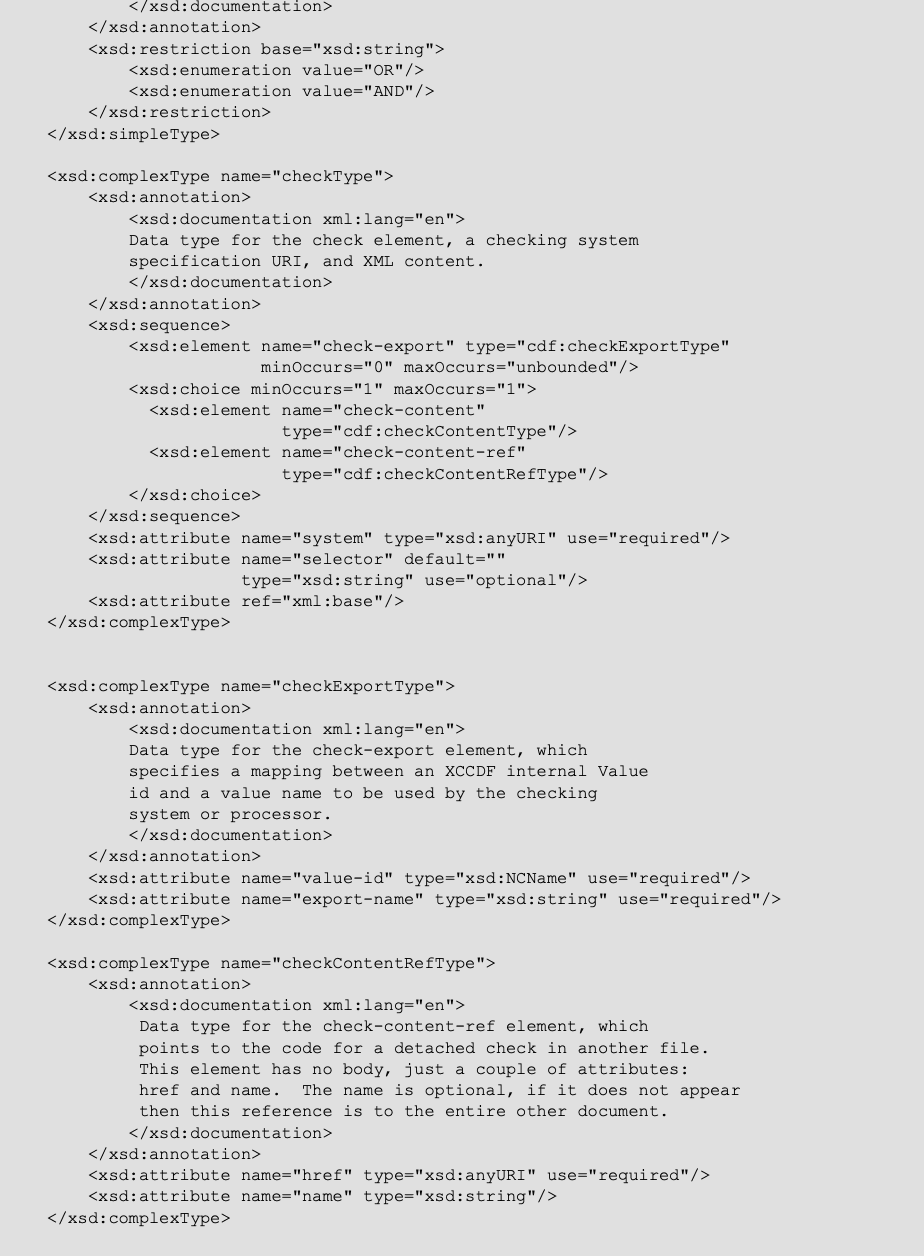 </xsd:documentation>
    </xsd:annotation>
    <xsd:restriction base="xsd:string">
        <xsd:enumeration value="OR"/>
        <xsd:enumeration value="AND"/>
    </xsd:restriction>
</xsd:simpleType>

<xsd:complexType name="checkType">
    <xsd:annotation>
        <xsd:documentation xml:lang="en">
        Data type for the check element, a checking system
        specification URI, and XML content.
        </xsd:documentation>
    </xsd:annotation>
    <xsd:sequence>
        <xsd:element name="check-export" type="cdf:checkExportType"
                     minOccurs="0" maxOccurs="unbounded"/>
        <xsd:choice minOccurs="1" maxOccurs="1">
          <xsd:element name="check-content"
                       type="cdf:checkContentType"/>
          <xsd:element name="check-content-ref"
                       type="cdf:checkContentRefType"/>
        </xsd:choice>
    </xsd:sequence>
    <xsd:attribute name="system" type="xsd:anyURI" use="required"/>
    <xsd:attribute name="selector" default=""
                   type="xsd:string" use="optional"/>
    <xsd:attribute ref="xml:base"/>
</xsd:complexType>

<xsd:complexType name="checkExportType">
    <xsd:annotation>
        <xsd:documentation xml:lang="en">
        Data type for the check-export element, which
        specifies a mapping between an XCCDF internal Value
        id and a value name to be used by the checking
        system or processor.
        </xsd:documentation>
    </xsd:annotation>
    <xsd:attribute name="value-id" type="xsd:NCName" use="required"/>
    <xsd:attribute name="export-name" type="xsd:string" use="required"/>
</xsd:complexType>

<xsd:complexType name="checkContentRefType">
    <xsd:annotation>
        <xsd:documentation xml:lang="en">
         Data type for the check-content-ref element, which
         points to the code for a detached check in another file.
         This element has no body, just a couple of attributes:
         href and name.  The name is optional, if it does not appear
         then this reference is to the entire other document.
        </xsd:documentation>
    </xsd:annotation>
    <xsd:attribute name="href" type="xsd:anyURI" use="required"/>
    <xsd:attribute name="name" type="xsd:string"/>
</xsd:complexType>